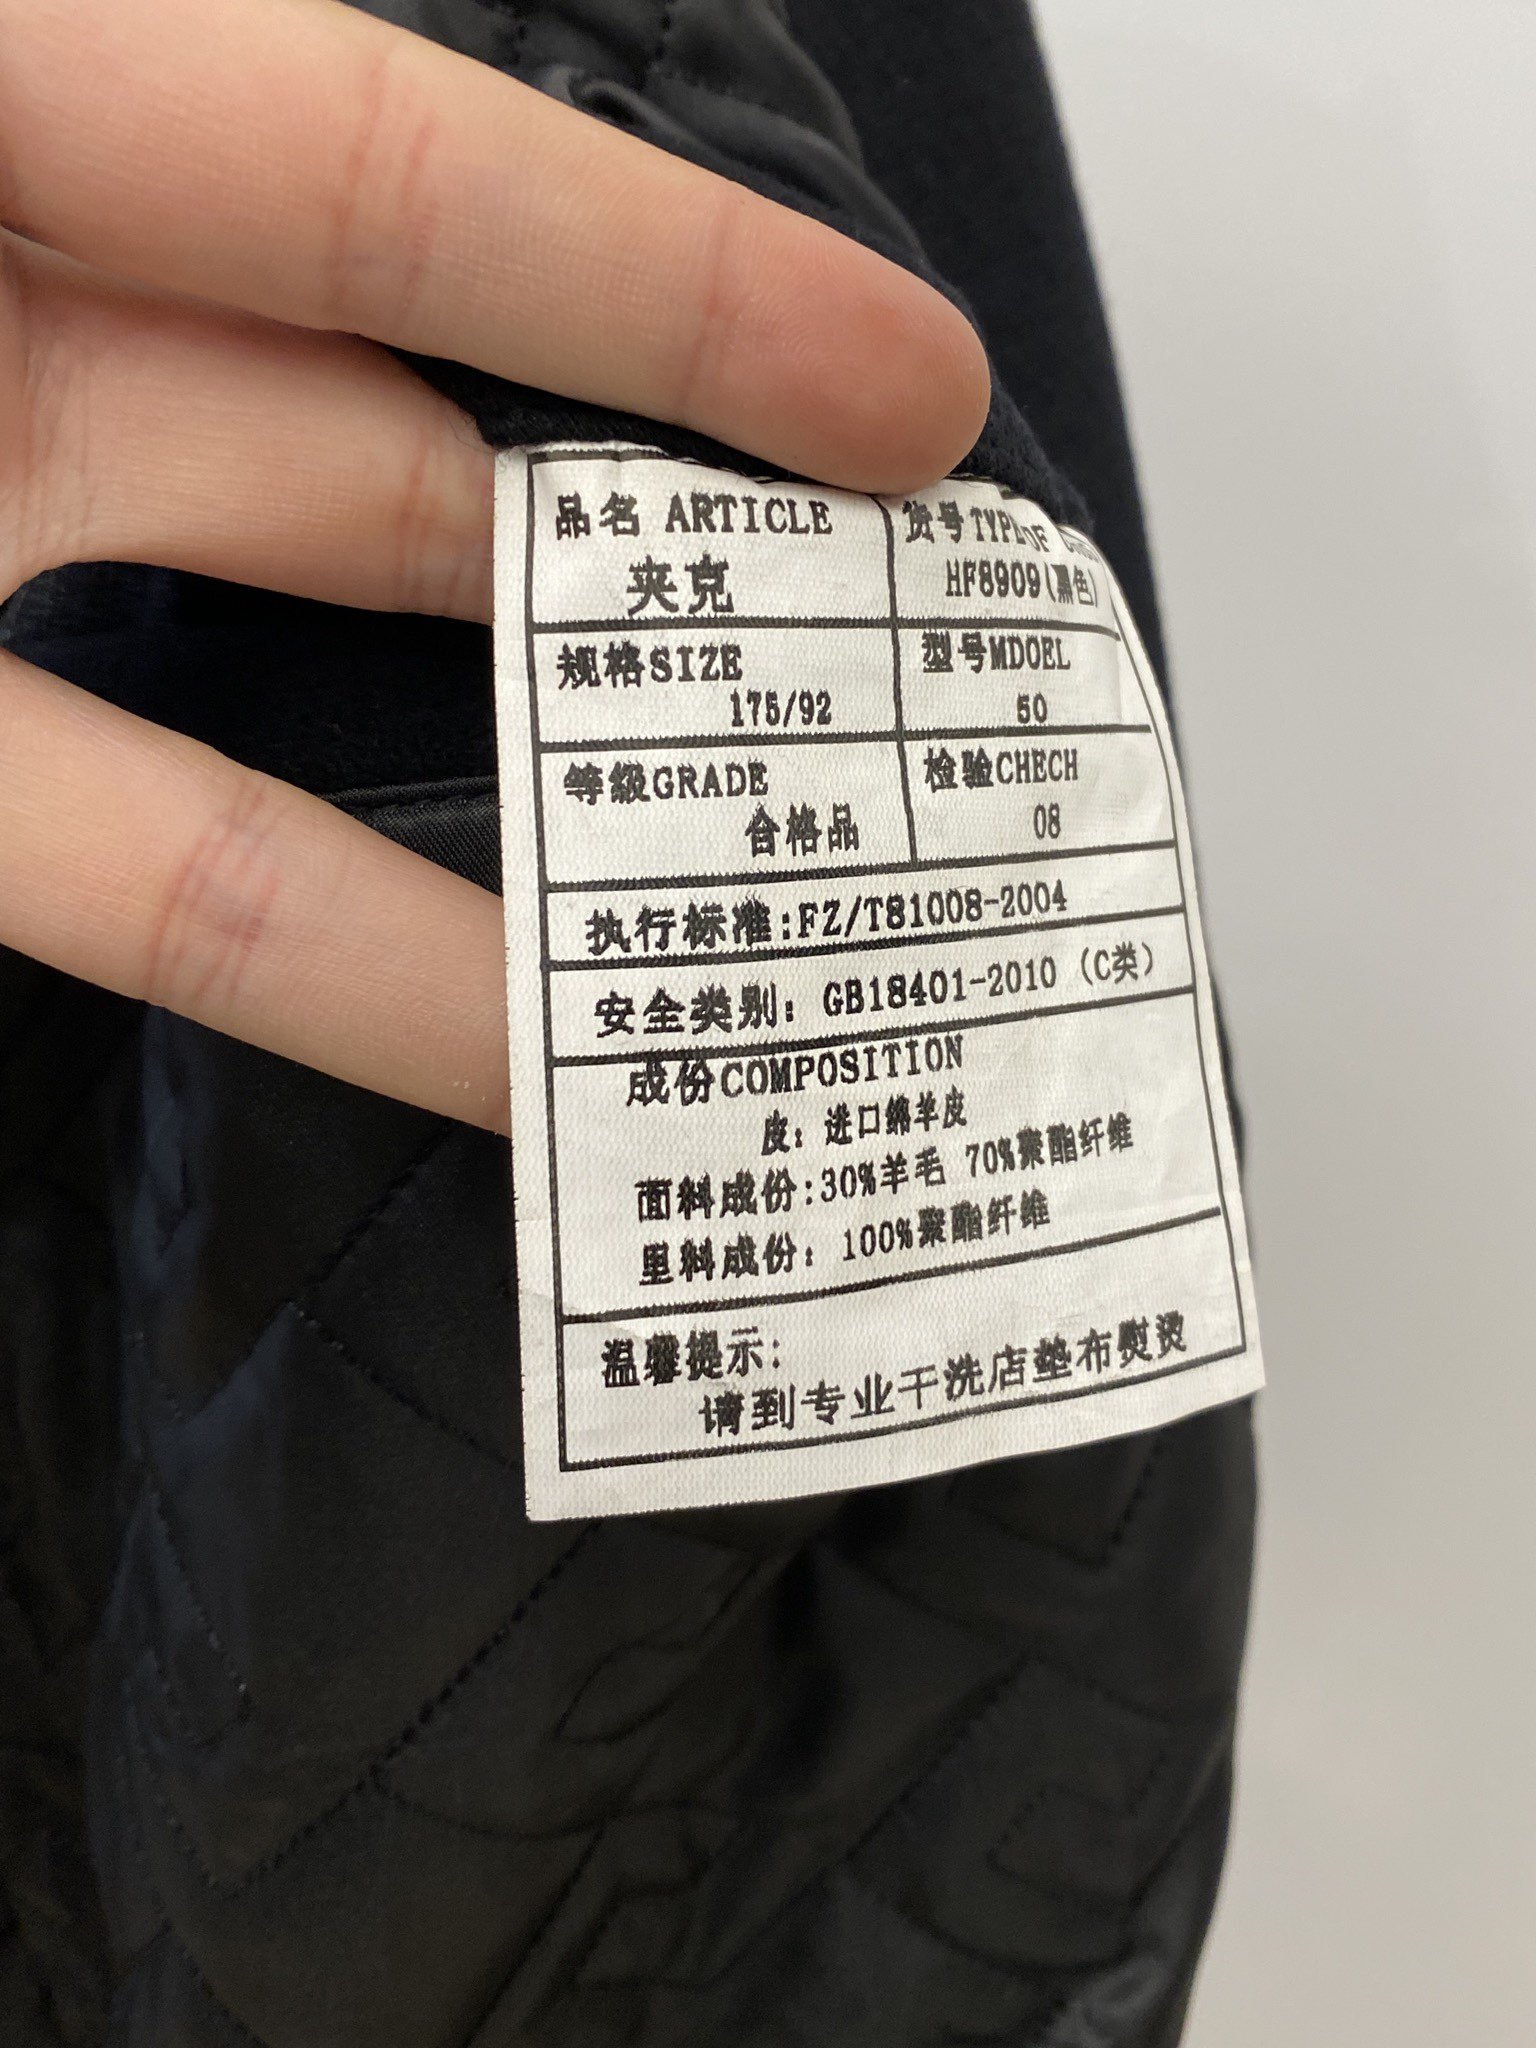 品名 ARTICLE
夹克
货号TYPEOF
HF8909(黑色)
规格SIZE
175/92
型号MDOEL
50
等级GRADE
合格品
检验CHECH
08
执行标准:FZ/T81008-2004
安全类别: GB18401-2010 (C类)
成份COMPOSITION
皮: 进口绵羊皮
面料成份:30%羊毛 70%聚酯纤维
里料成份: 100%聚酯纤维
温馨提示:
请到专业干洗店垫布熨烫